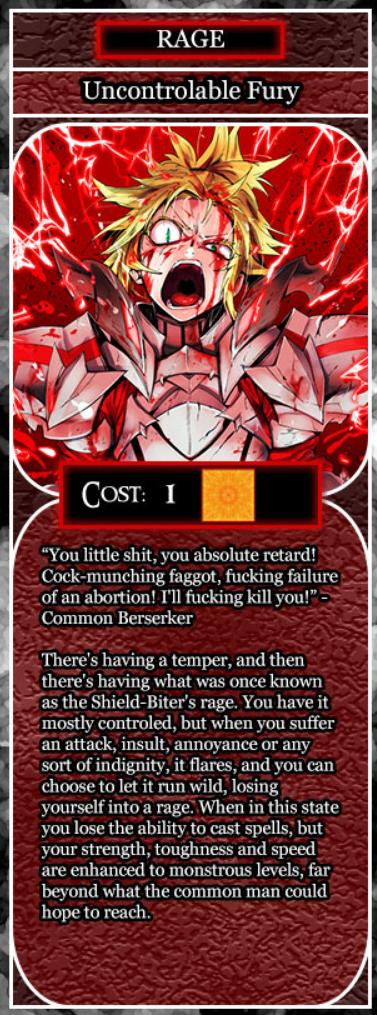 RAGE
Uncontrolable Fury
COST: 1
“You little shit, you absolute retard!
Cock-munching faggot, fucking failure
of an abortion! I'll fucking kill you!” -
Common Berserker
There's having a temper, and then
there's having what was once known
as the Shield-Biter's rage. You have it
mostly controled, but when you suffer
an attack, insult, annoyance or any
sort of indignity, it flares, and you can
choose to let it run wild, losing
yourself into a rage. When in this state
you lose the ability to cast spells, but
your strength, toughness and speed
are enhanced to monstrous levels, far
beyond what the common man could
hope to reach.